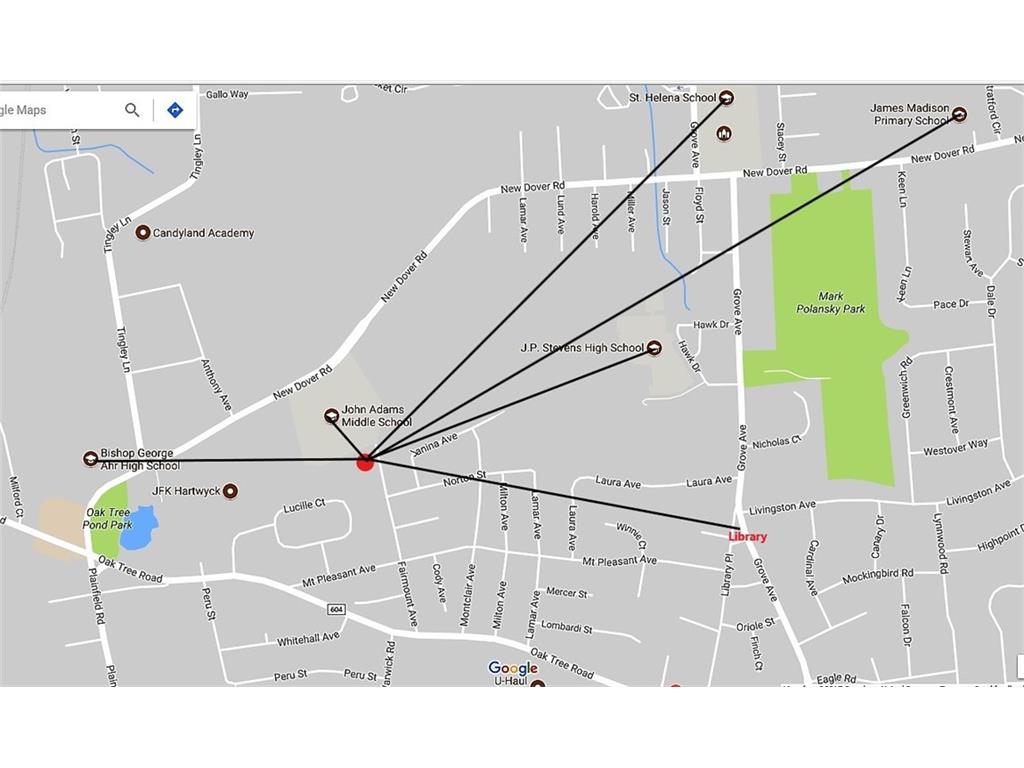 gle Maps
Gallo Way
ket Cir
St. Helena School
James Madison
Primary School
tratford Cir
Tingley Ln
Grove Ave
Stacey St
New Dover Rd
New Dover Rd
New Dover Rd
Keen Ln
Lamar Ave
Lund Ave
Harold Ave
Miller Ave
Jason St
Floyd St
Tingley Ln
Candyland Academy
Stewart Ave
New Dover Rd
Keen Ln
Dale Dr
Mark
Polansky Park
Pace Dr
Grove Ave
Hawk Dr
Tingley Ln
J.P. Stevens High School
Hawk Dr
Anthony Ave
New Dover Rd
Greenwich Rd
Crestmont Ave
John Adams
Middle School
Janina Ave
Grove Ave
Nicholas Ct
Westover Way
Bishop George
Ahr High School
Milford Ct
JFK Hartwyck
Norton St
Laura Ave
Laura Ave
Livingston Ave
Livingston Ave
Lucille Ct
Oak Tree
Pond Park
Milton Ave
Lamar Ave
Laura Ave
Winnie Ct
Library
Cardinal Ave
Canary Dr
Lynnwood Rd
Highpoint D
Oak Tree Road
Mt Pleasant Ave
Mt Pleasant Ave
Library Pl
Grove Ave
Mockingbird Rd
Plainfield Rd
Peru St
Fairmount Ave
Cody Ave
Montclair Ave
Milton Ave
Lamar Ave
Mercer St
604
Lombardi St
Oriole St
Finch Ct
Falcon Dr
Whitehall Ave
Oak Tree Road
Peru St
Peru St
arwick Rd
Plain
Google
U-Haul
Eagle Rd